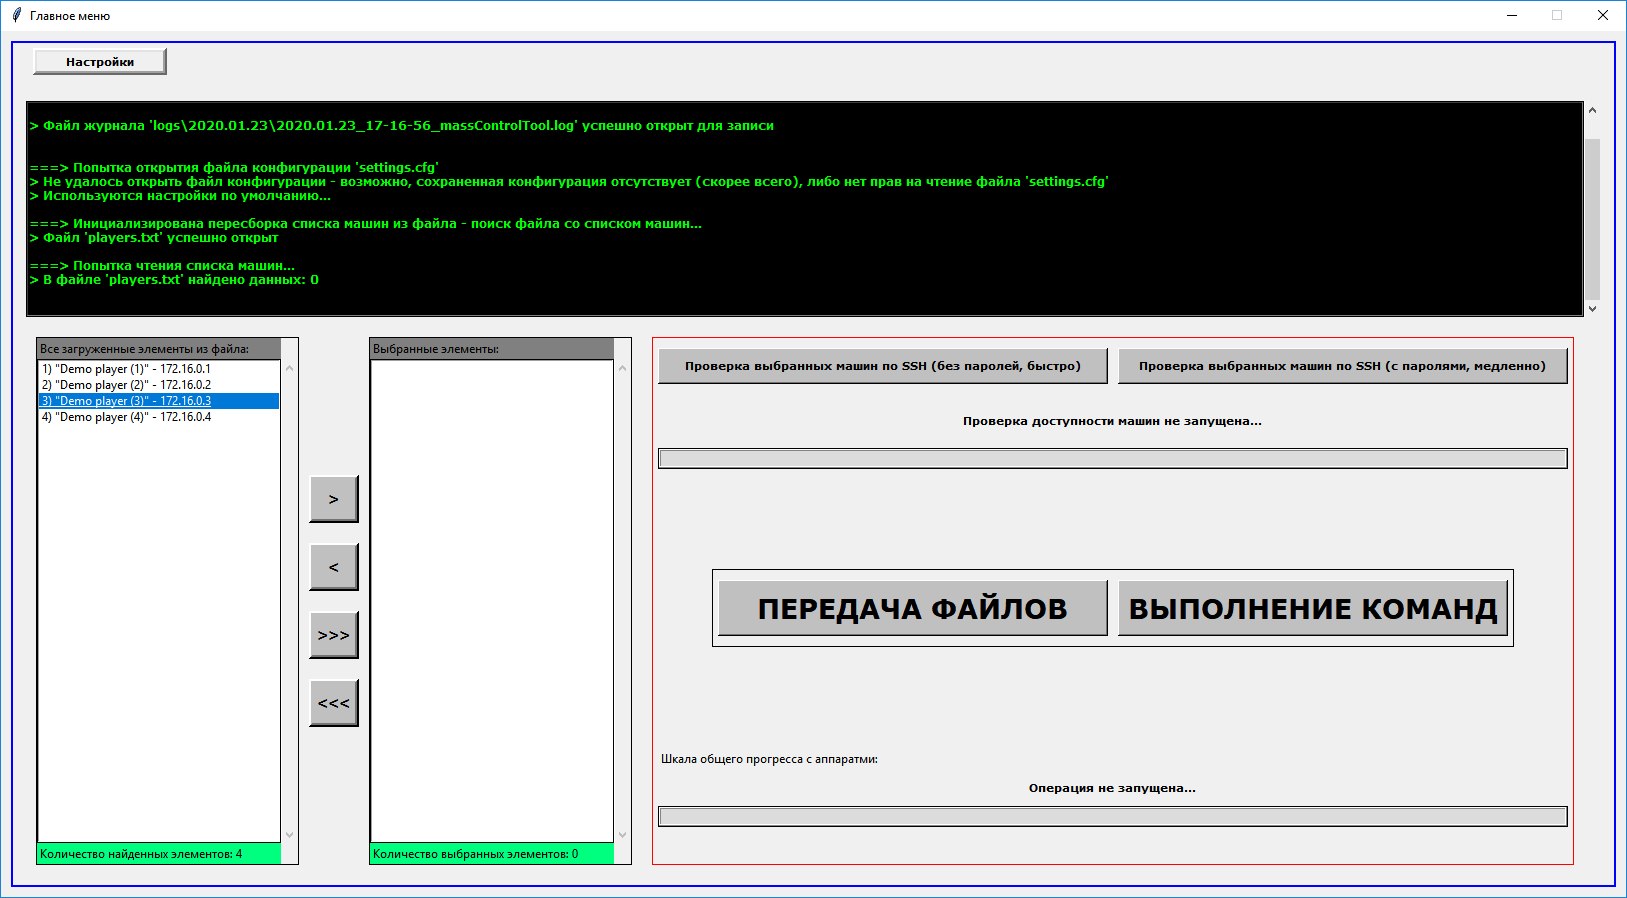 Главное меню
Настройки
> Файл журнала 'logs\2020.01.23\2020.01.23_17-16-56_massControlTool.log' успешно открыт для записи
===> Попытка открытия файла конфигурации 'settings.cfg'
> Не удалось открыть файл конфигурации - возможно, сохраненная конфигурация отсутствует (скорее всего), либо нет прав на чтение файла 'settings.cfg'
> Используются настройки по умолчанию...
===> Инициализирована пересборка списка машин из файла - поиск файла со списком машин...
> Файл 'players.txt' успешно открыт
===> Попытка чтения списка машин...
> В файле 'players.txt' найдено данных: 0
Все загруженные элементы из файла:
1) "Demo player (1)" - 172.16.0.1
2) "Demo player (2)" - 172.16.0.2
3) "Demo player (3)" - 172.16.0.3
4) "Demo player (4)" - 172.16.0.4
Количество найденных элементов: 4
>
<
>>>
<<<
Выбранные элементы:
Количество выбранных элементов: 0
Проверка выбранных машин по SSH (без паролей, быстро)
Проверка выбранных машин по SSH (с паролями, медленно)
Проверка доступности машин не запущена...
ПЕРЕДАЧА ФАЙЛОВ
ВЫПОЛНЕНИЕ КОМАНД
Шкала общего прогресса с аппаратми:
Операция не запущена...